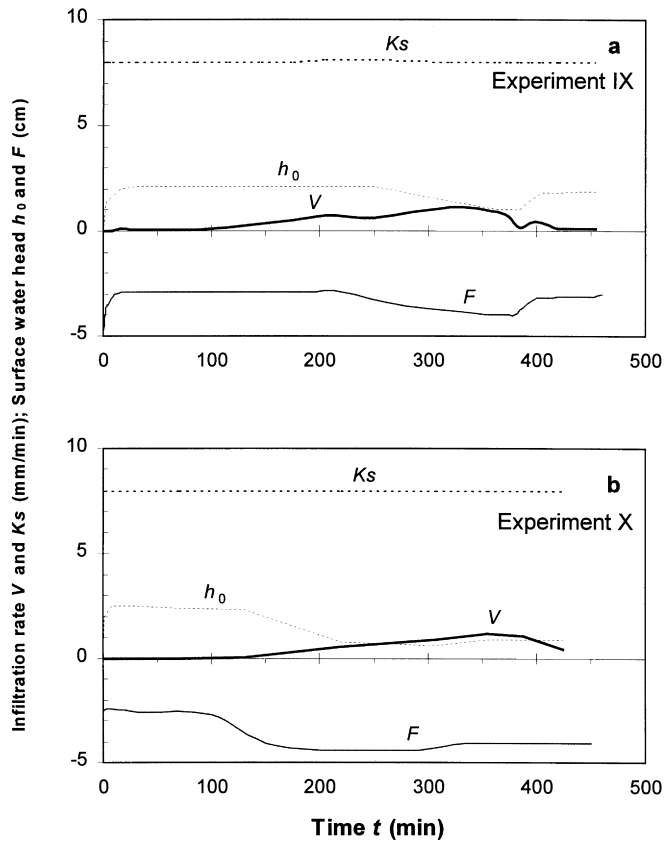 Infiltration rate V and Ks (mm/min); Surface water head h0 and F (cm)
10
5
0
-5
Ks
a
Experiment IX
h0
V
F
0
100
200
300
400
500
10
5
0
-5
Ks
b
Experiment X
h0
V
F
0
100
200
300
400
500
Time t (min)